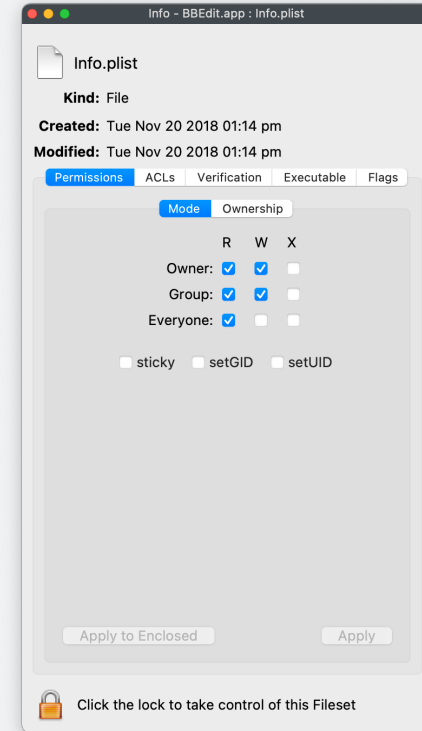 Info - BBEdit.app : Info.plist
Info.plist
Kind: File
Created: Tue Nov 20 2018 01:14 pm
Modified: Tue Nov 20 2018 01:14 pm
Permissions ACLs Verification Executable Flags
Mode Ownership
R W X
Owner:
Group:
Everyone:
sticky setGID setUID
Apply to Enclosed Apply
Click the lock to take control of this Fileset